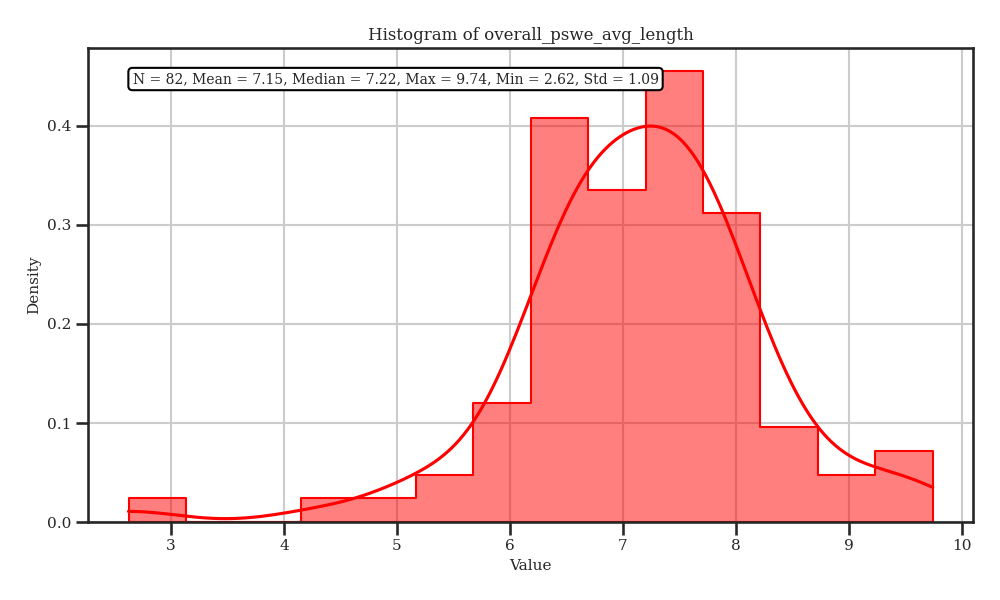 Histogram of overall_pswe_avg_length
N = 82, Mean = 7.15, Median = 7.22, Max = 9.74, Min = 2.62, Std = 1.09
0.4
0.3
0.2
0.1
0.0
Density
3 4 5 6 7 8 9 10
Value